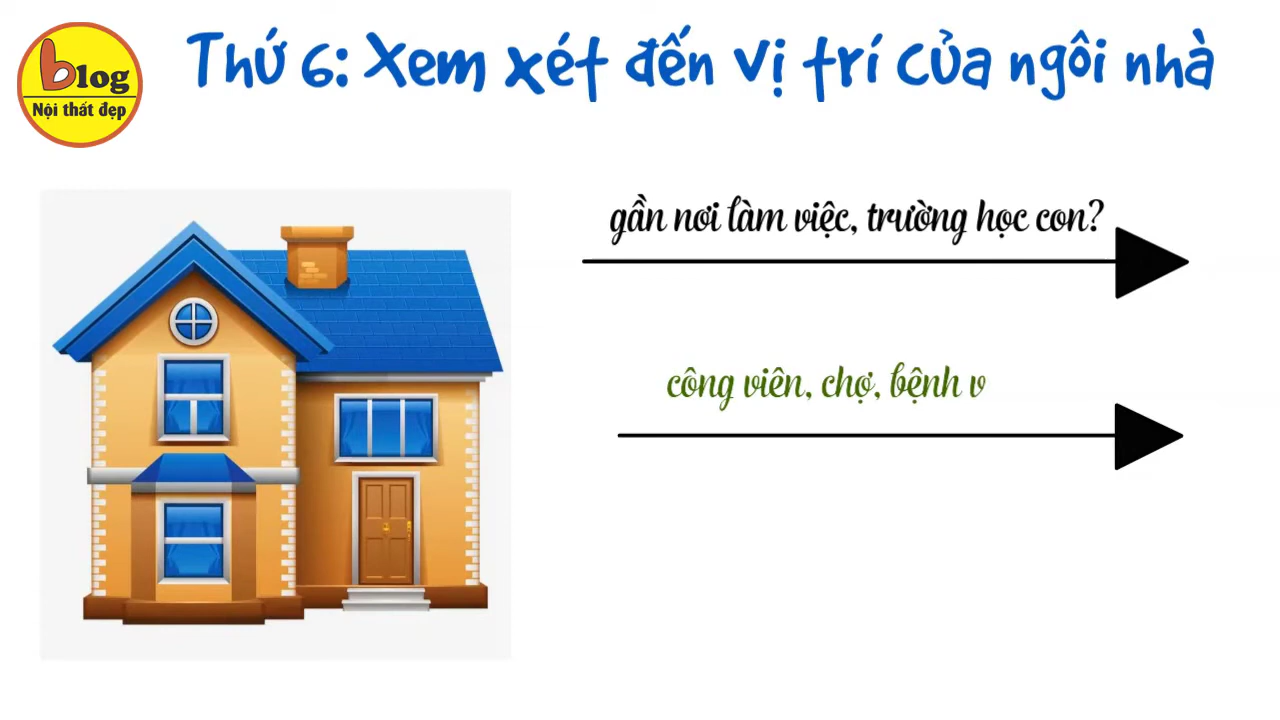 blog
Nội thất đẹp
Thứ 6: Xem xét đến vị trí của ngôi nhà
gần nơi làm việc, trường học con?
công viên, chợ, bệnh v